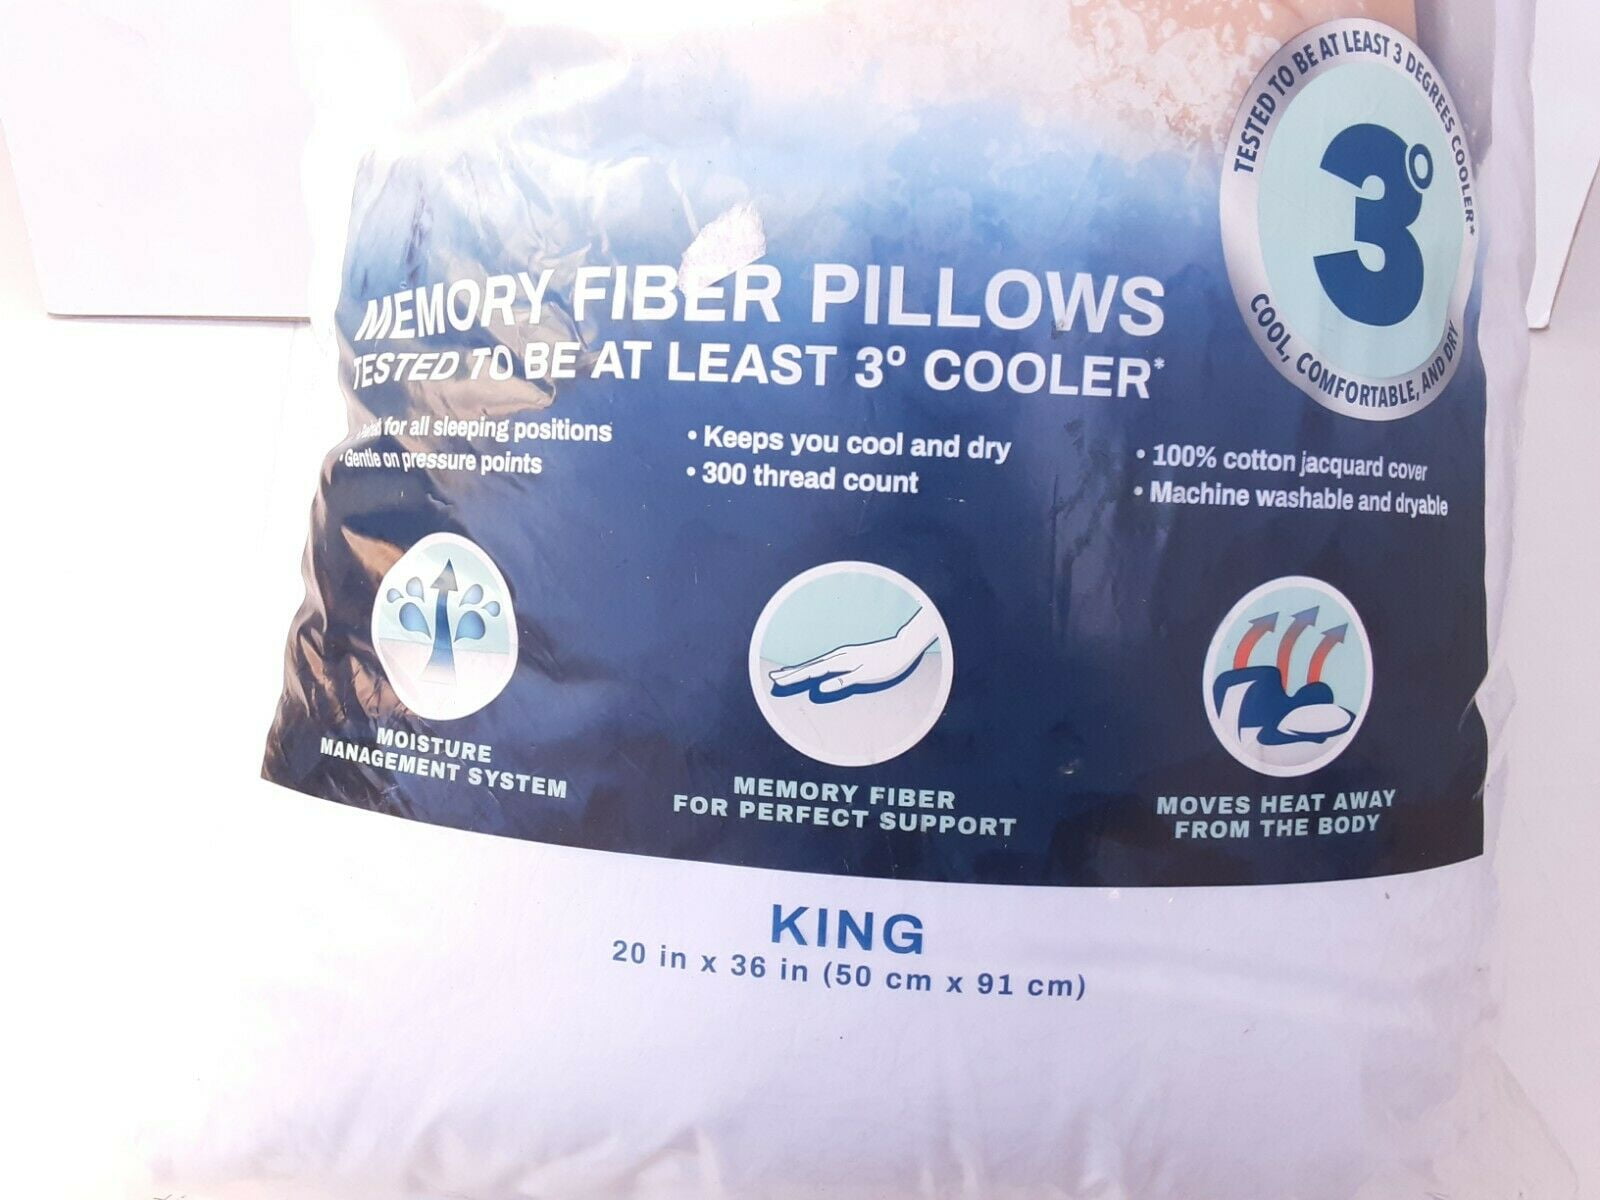 TESTED TO BE AT LEAST 3 DEGREES COOLER*
3°
COOL, COMFORTABLE, AND DRY
MEMORY FIBER PILLOWS
TESTED TO BE AT LEAST 3° COOLER*
for all sleeping positions
• Gentle on pressure points
• Keeps you cool and dry
• 300 thread count
• 100% cotton jacquard cover
• Machine washable and dryable
MOISTURE
MANAGEMENT SYSTEM
MEMORY FIBER
FOR PERFECT SUPPORT
MOVES HEAT AWAY
FROM THE BODY
KING
20 in x 36 in (50 cm x 91 cm)